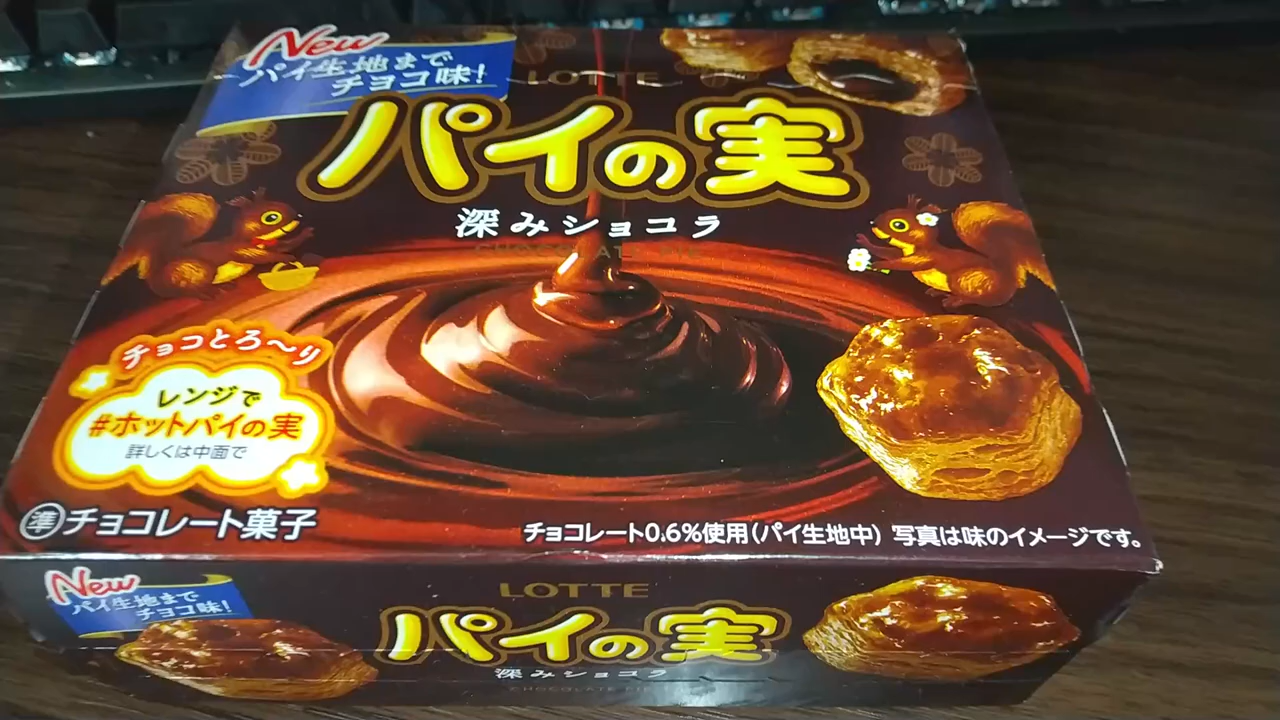 New
パイ生地まで
チョコ味!
LOTTE
パイの実
深みショコラ
チョコとろ〜り
レンジで
#ホットパイの実
詳しくは中面で
準チョコレート菓子
チョコレート0.6%使用(パイ生地中) 写真は味のイメージです。
New
パイ生地まで
チョコ味!
LOTTE
パイの実
深みショコラ